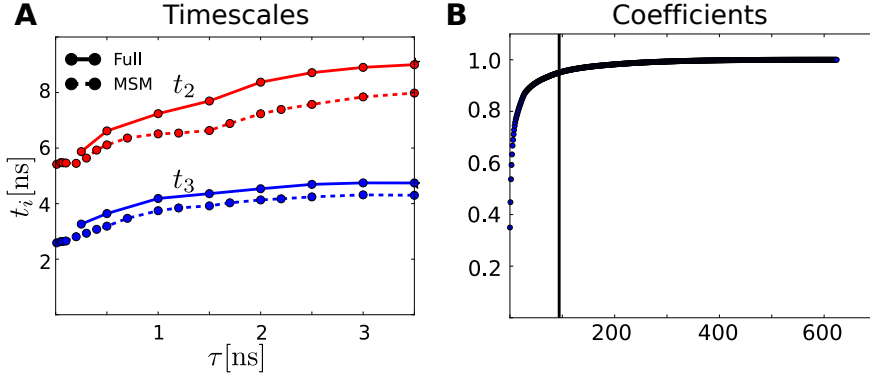 A Timescales
Full
MSM
t2
t3
8
6
4
2
ti[ns]
1
2
3
τ[ns]
B Coefficients
1.0
0.8
0.6
0.4
0.2
200
400
600